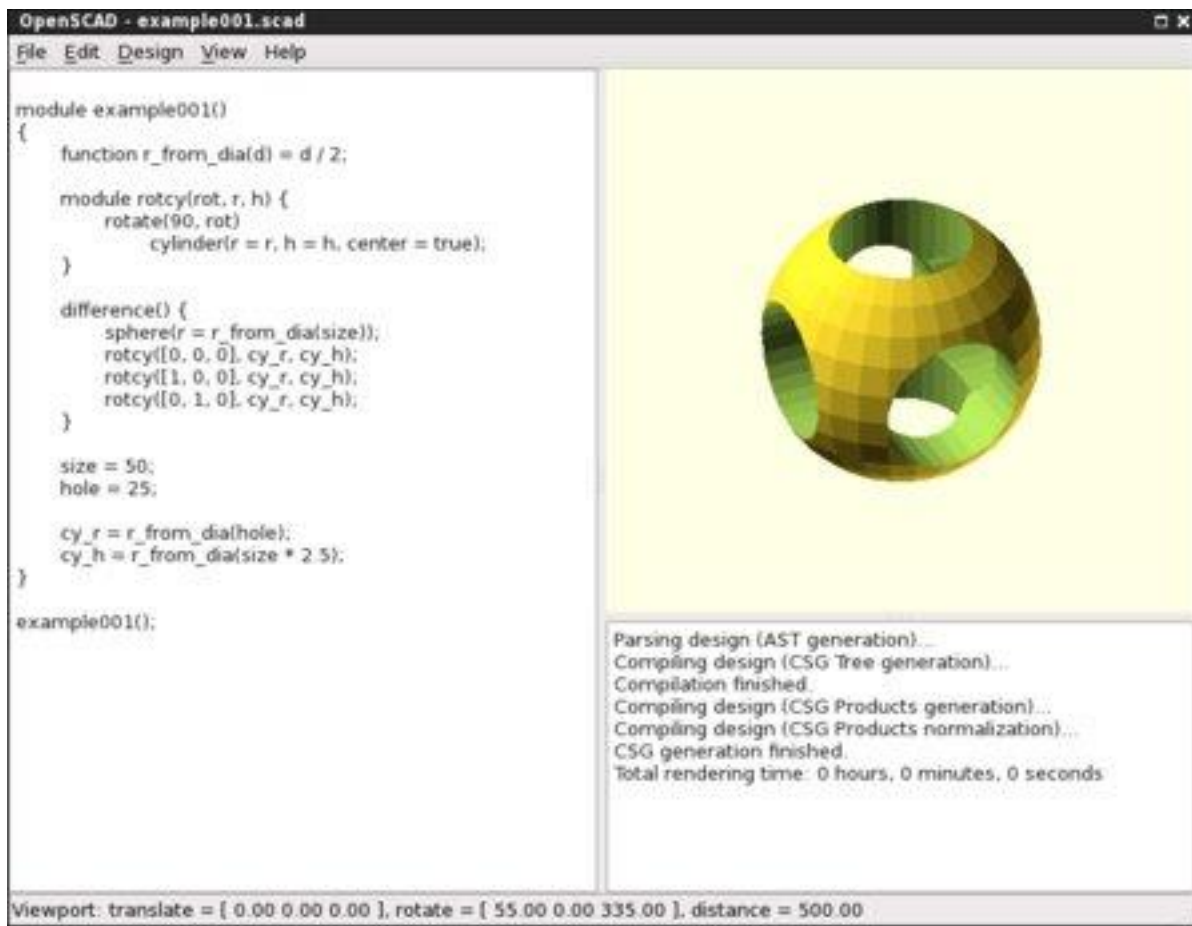 OpenSCAD - example001.scad
File Edit Design View Help
module example001()
{
function r_from_dia(d) = d / 2;
module rotcy(rot, r, h) {
rotate(90, rot)
cylinder(r = r, h = h, center = true);
}
difference() {
sphere(r = r_from_dia(size));
rotcy([0, 0, 0], cy_r, cy_h);
rotcy([1, 0, 0], cy_r, cy_h);
rotcy([0, 1, 0], cy_r, cy_h);
}
size = 50;
hole = 25;
cy_r = r_from_dia(hole);
cy_h = r_from_dia(size * 2.5);
}
example001();
Parsing design (AST generation)...
Compiling design (CSG Tree generation)...
Compilation finished.
Compiling design (CSG Products generation)...
Compiling design (CSG Products normalization)...
CSG generation finished.
Total rendering time: 0 hours, 0 minutes, 0 seconds
Viewport: translate = [ 0.00 0.00 0.00 ], rotate = [ 55.00 0.00 335.00 ], distance = 500.00